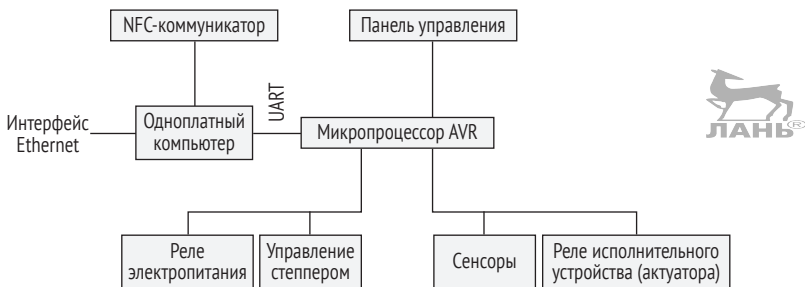 NFC-коммуникатор
Панель управления
ЛАНЬ®
Интерфейс
Ethernet
Одноплатный
компьютер
UART
Микропроцессор AVR
Реле
электропитания
Управление
степпером
Сенсоры
Реле исполнительного
устройства (актуатора)